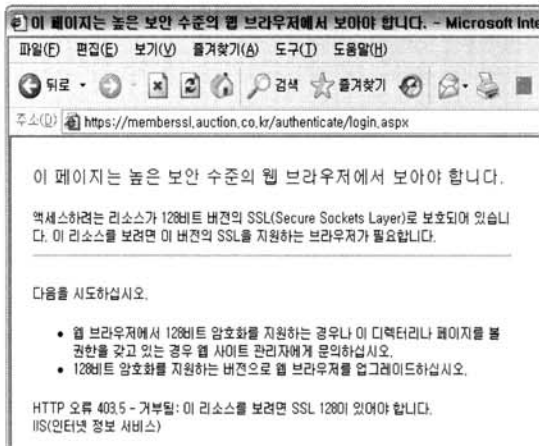 이 페이지는 높은 보안 수준의 웹 브라우저에서 보아야 합니다. - Microsoft Inte
파일(F) 편집(E) 보기(V) 즐겨찾기(A) 도구(T) 도움말(H)
뒤로 검색 즐겨찾기
주소(D) https://memberssl.auction.co.kr/authenticate/login.aspx
이 페이지는 높은 보안 수준의 웹 브라우저에서 보아야 합니다.
액세스하려는 리소스가 128비트 버전의 SSL(Secure Sockets Layer)로 보호되어 있습니
다. 이 리소스를 보려면 이 버전의 SSL을 지원하는 브라우저가 필요합니다.
다음을 시도하십시오.
• 웹 브라우저에서 128비트 암호화를 지원하는 경우나 이 디렉터리나 페이지를 볼
권한을 갖고 있는 경우 웹 사이트 관리자에게 문의하십시오.
• 128비트 암호화를 지원하는 버전으로 웹 브라우저를 업그레이드하십시오.
HTTP 오류 403.5 - 거부됨: 이 리소스를 보려면 SSL 128이 있어야 합니다.
IIS(인터넷 정보 서비스)